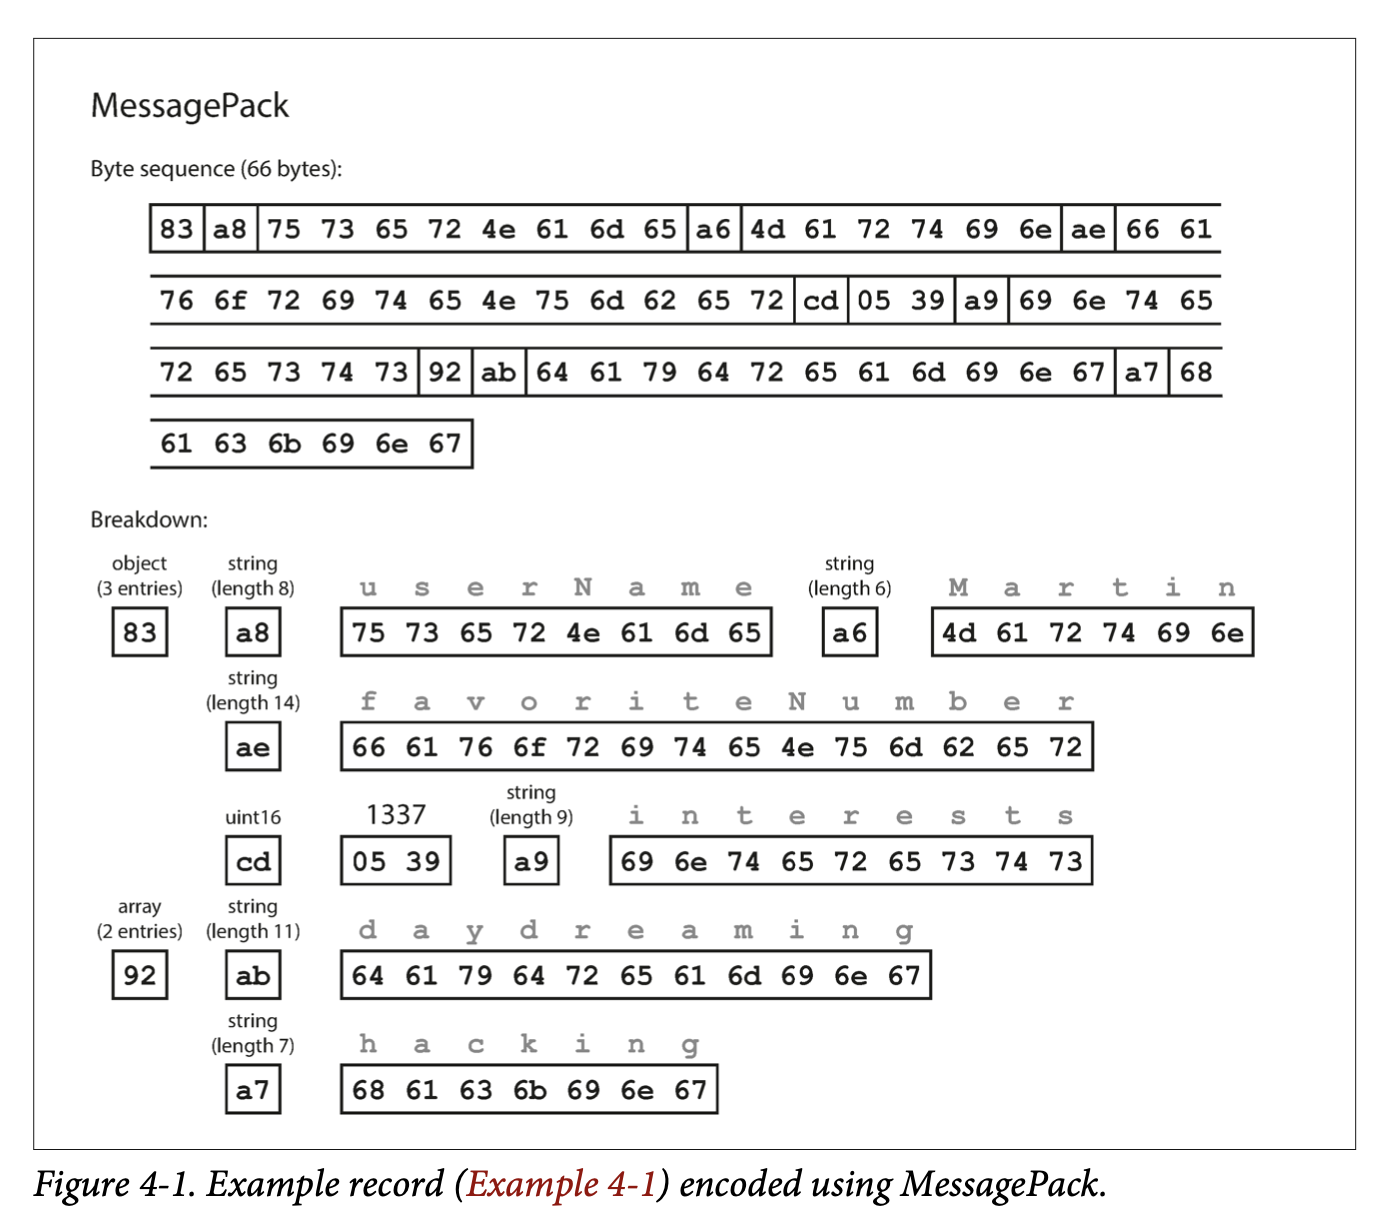 MessagePack
Byte sequence (66 bytes):
83 a8 75 73 65 72 4e 61 6d 65 a6 4d 61 72 74 69 6e ae 66 61
76 6f 72 69 74 65 4e 75 6d 62 65 72 cd 05 39 a9 69 6e 74 65
72 65 73 74 73 92 ab 64 61 79 64 72 65 61 6d 69 6e 67 a7 68
61 63 6b 69 6e 67
Breakdown:
object string string
(3 entries) (length 8) u s e r N a m e (length 6) M a r t i n
83 a8 75 73 65 72 4e 61 6d 65 a6 4d 61 72 74 69 6e
string
(length 14) f a v o r i t e N u m b e r
ae 66 61 76 6f 72 69 74 65 4e 75 6d 62 65 72
string
uint16 1337 (length 9) i n t e r e s t s
cd 05 39 a9 69 6e 74 65 72 65 73 74 73
array string
(2 entries) (length 11) d a y d r e a m i n g
92 ab 64 61 79 64 72 65 61 6d 69 6e 67
string
(length 7) h a c k i n g
a7 68 61 63 6b 69 6e 67
Figure 4-1. Example record (Example 4-1) encoded using MessagePack.